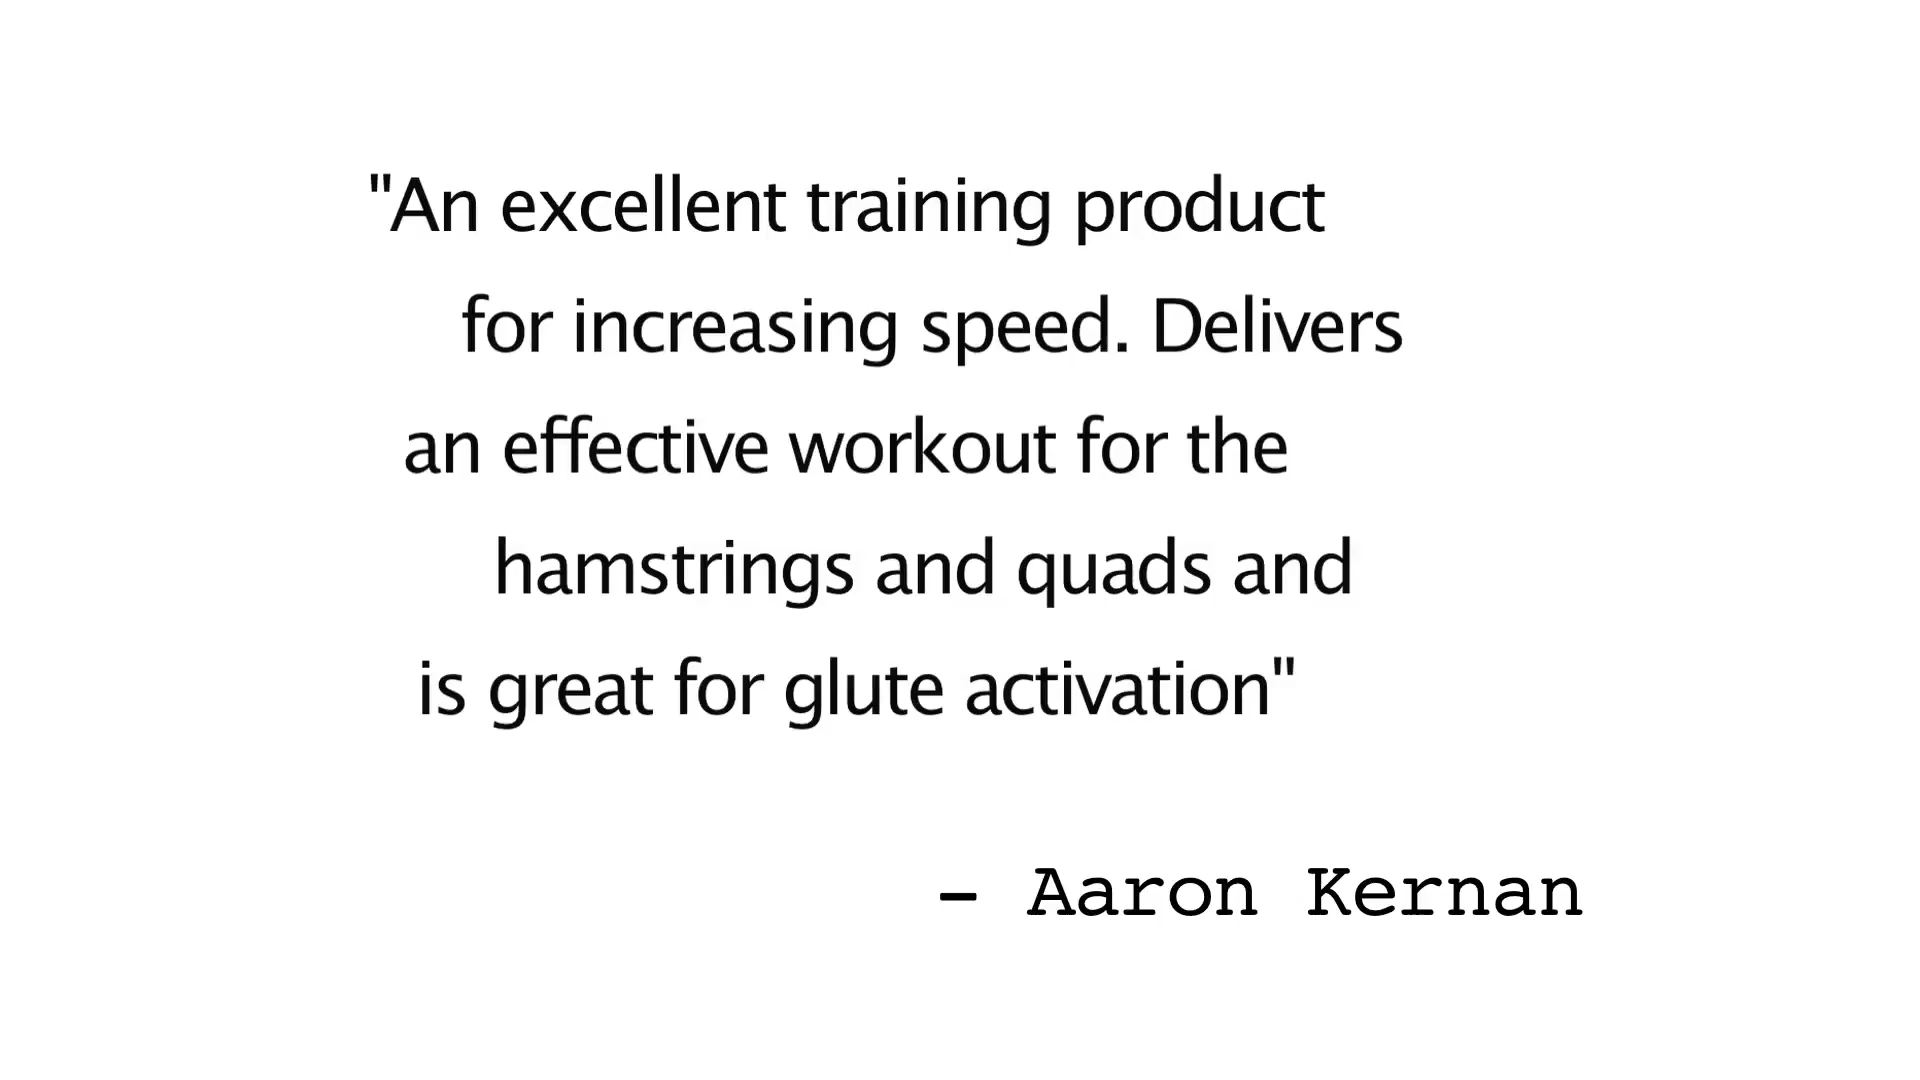 "An excellent training product
for increasing speed. Delivers
an effective workout for the
hamstrings and quads and
is great for glute activation"
– Aaron Kernan